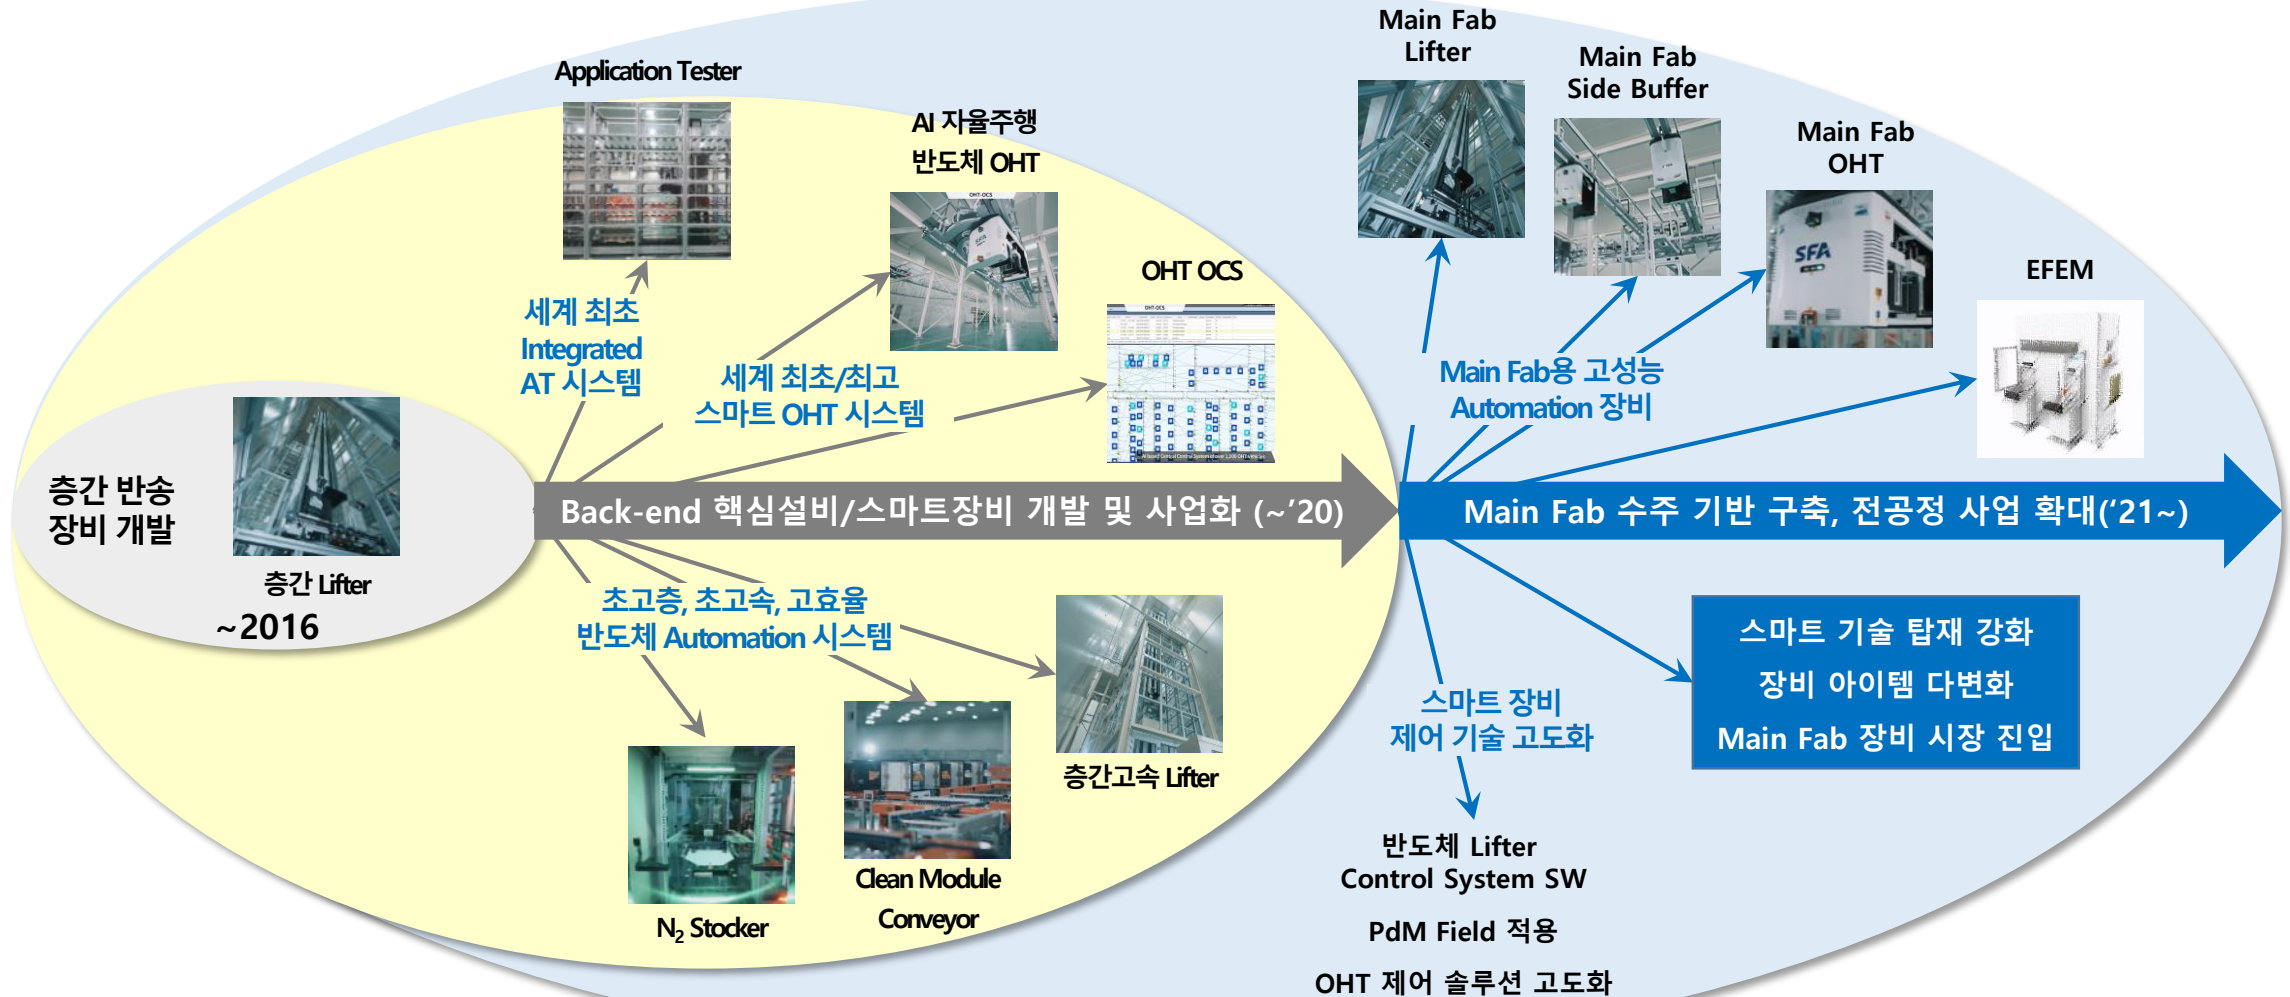 층간 반송
장비 개발
층간 Lifter
~2016
Application Tester
세계 최초
Integrated
AT 시스템
AI 자율주행
반도체 OHT
OHT-OCS
SFA
세계 최초/최고
스마트 OHT 시스템
OHT OCS
OHT-OCS
Back-end 핵심설비/스마트장비 개발 및 사업화 (~’20)
초고층, 초고속, 고효율
반도체 Automation 시스템
N₂ Stocker
Clean Module
Conveyor
층간고속 Lifter
Main Fab
Lifter
Main Fab
Side Buffer
Main Fab
OHT
SFA
EFEM
Main Fab용 고성능
Automation 장비
Main Fab 수주 기반 구축, 전공정 사업 확대(‘21~)
스마트 장비
제어 기술 고도화
반도체 Lifter
Control System SW
PdM Field 적용
OHT 제어 솔루션 고도화
스마트 기술 탑재 강화
장비 아이템 다변화
Main Fab 장비 시장 진입